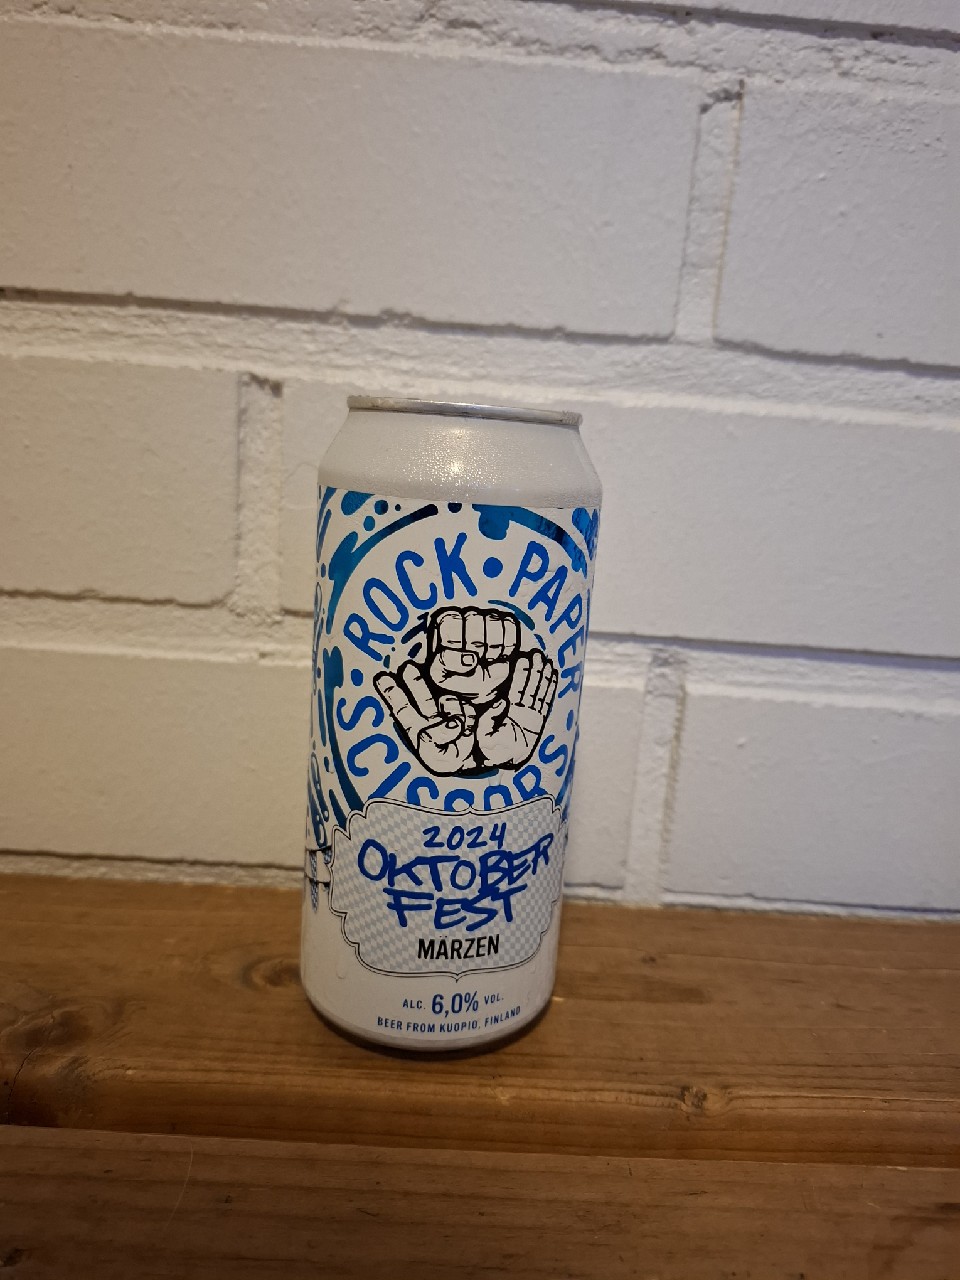 ROCK • PAPER •
SCISSORS
2024
OKTOBER
FEST
MÄRZEN
ALC. 6,0% VOL.
BEER FROM KUOPIO, FINLAND